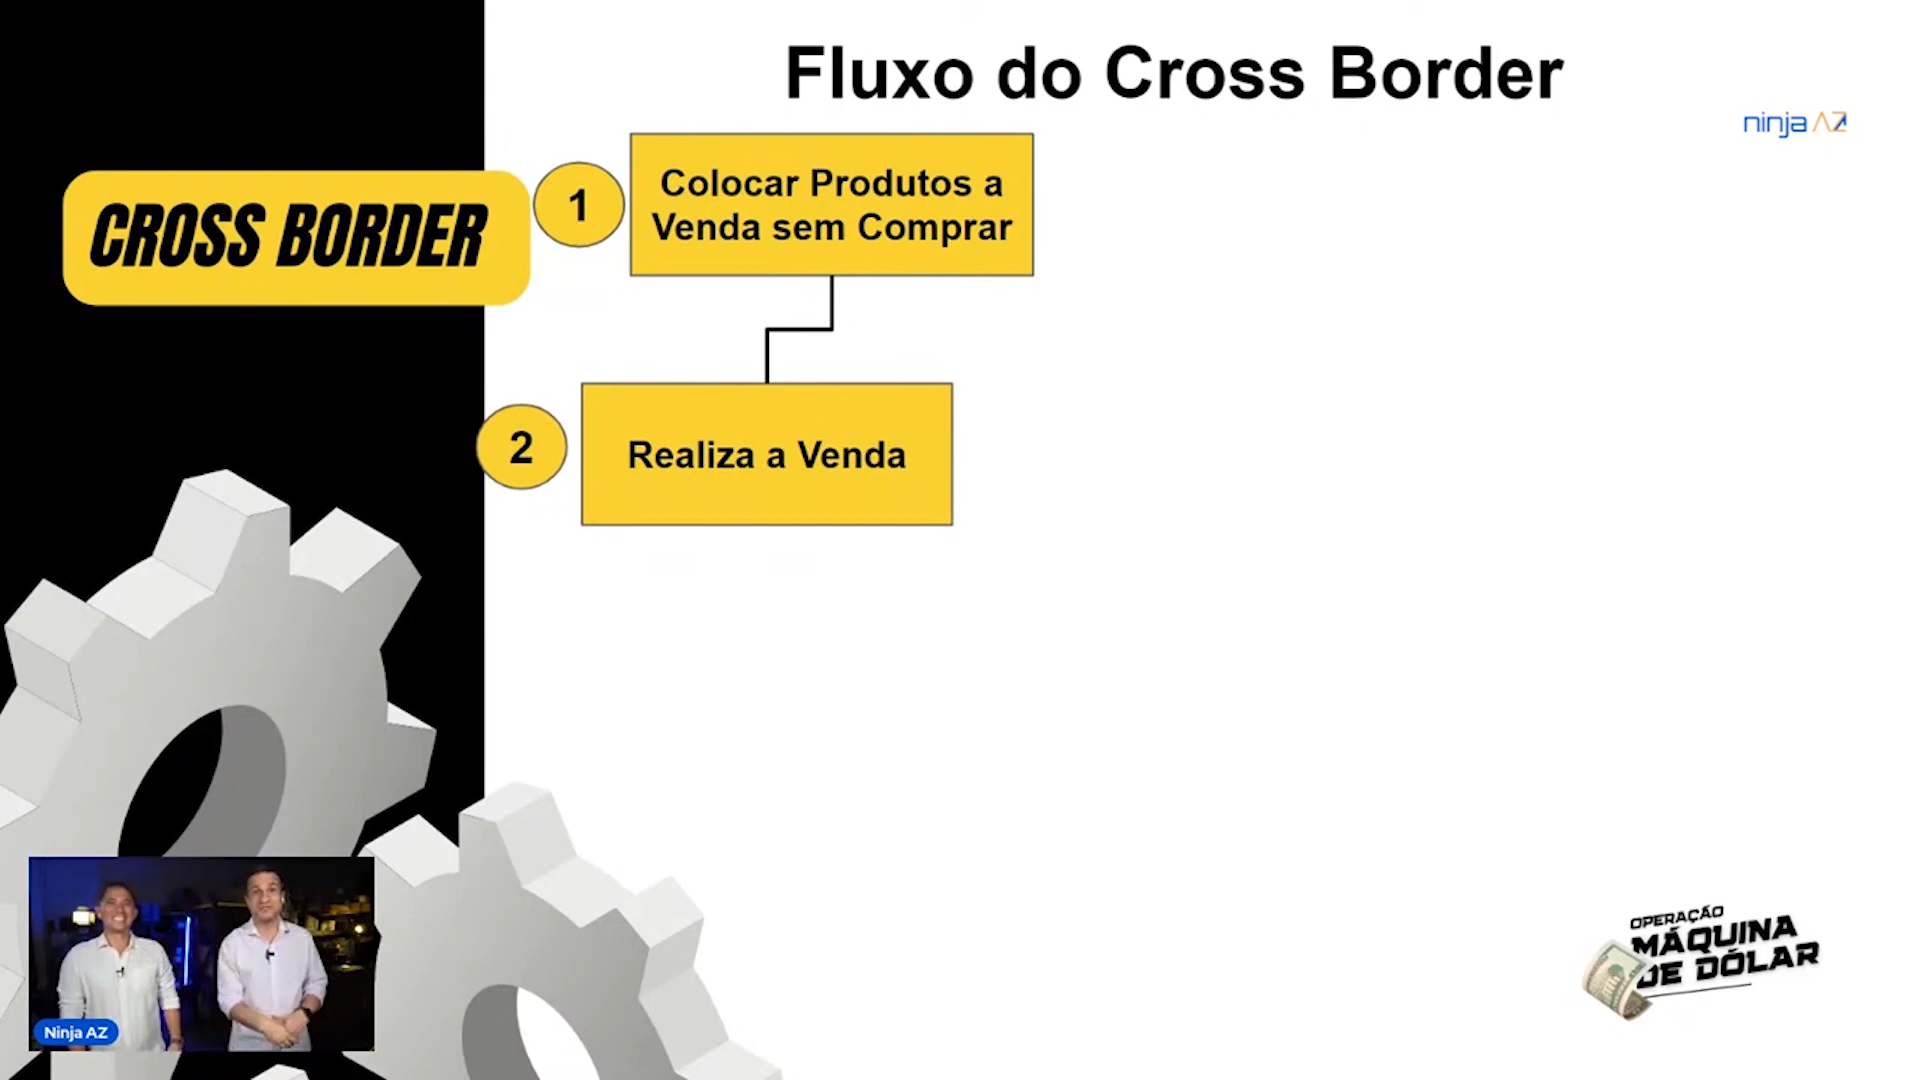 Fluxo do Cross Border
ninja AZ
CROSS BORDER
1
Colocar Produtos a
Venda sem Comprar
2
Realiza a Venda
OPERAÇÃO
MÁQUINA
DE DÓLAR
Ninja AZ